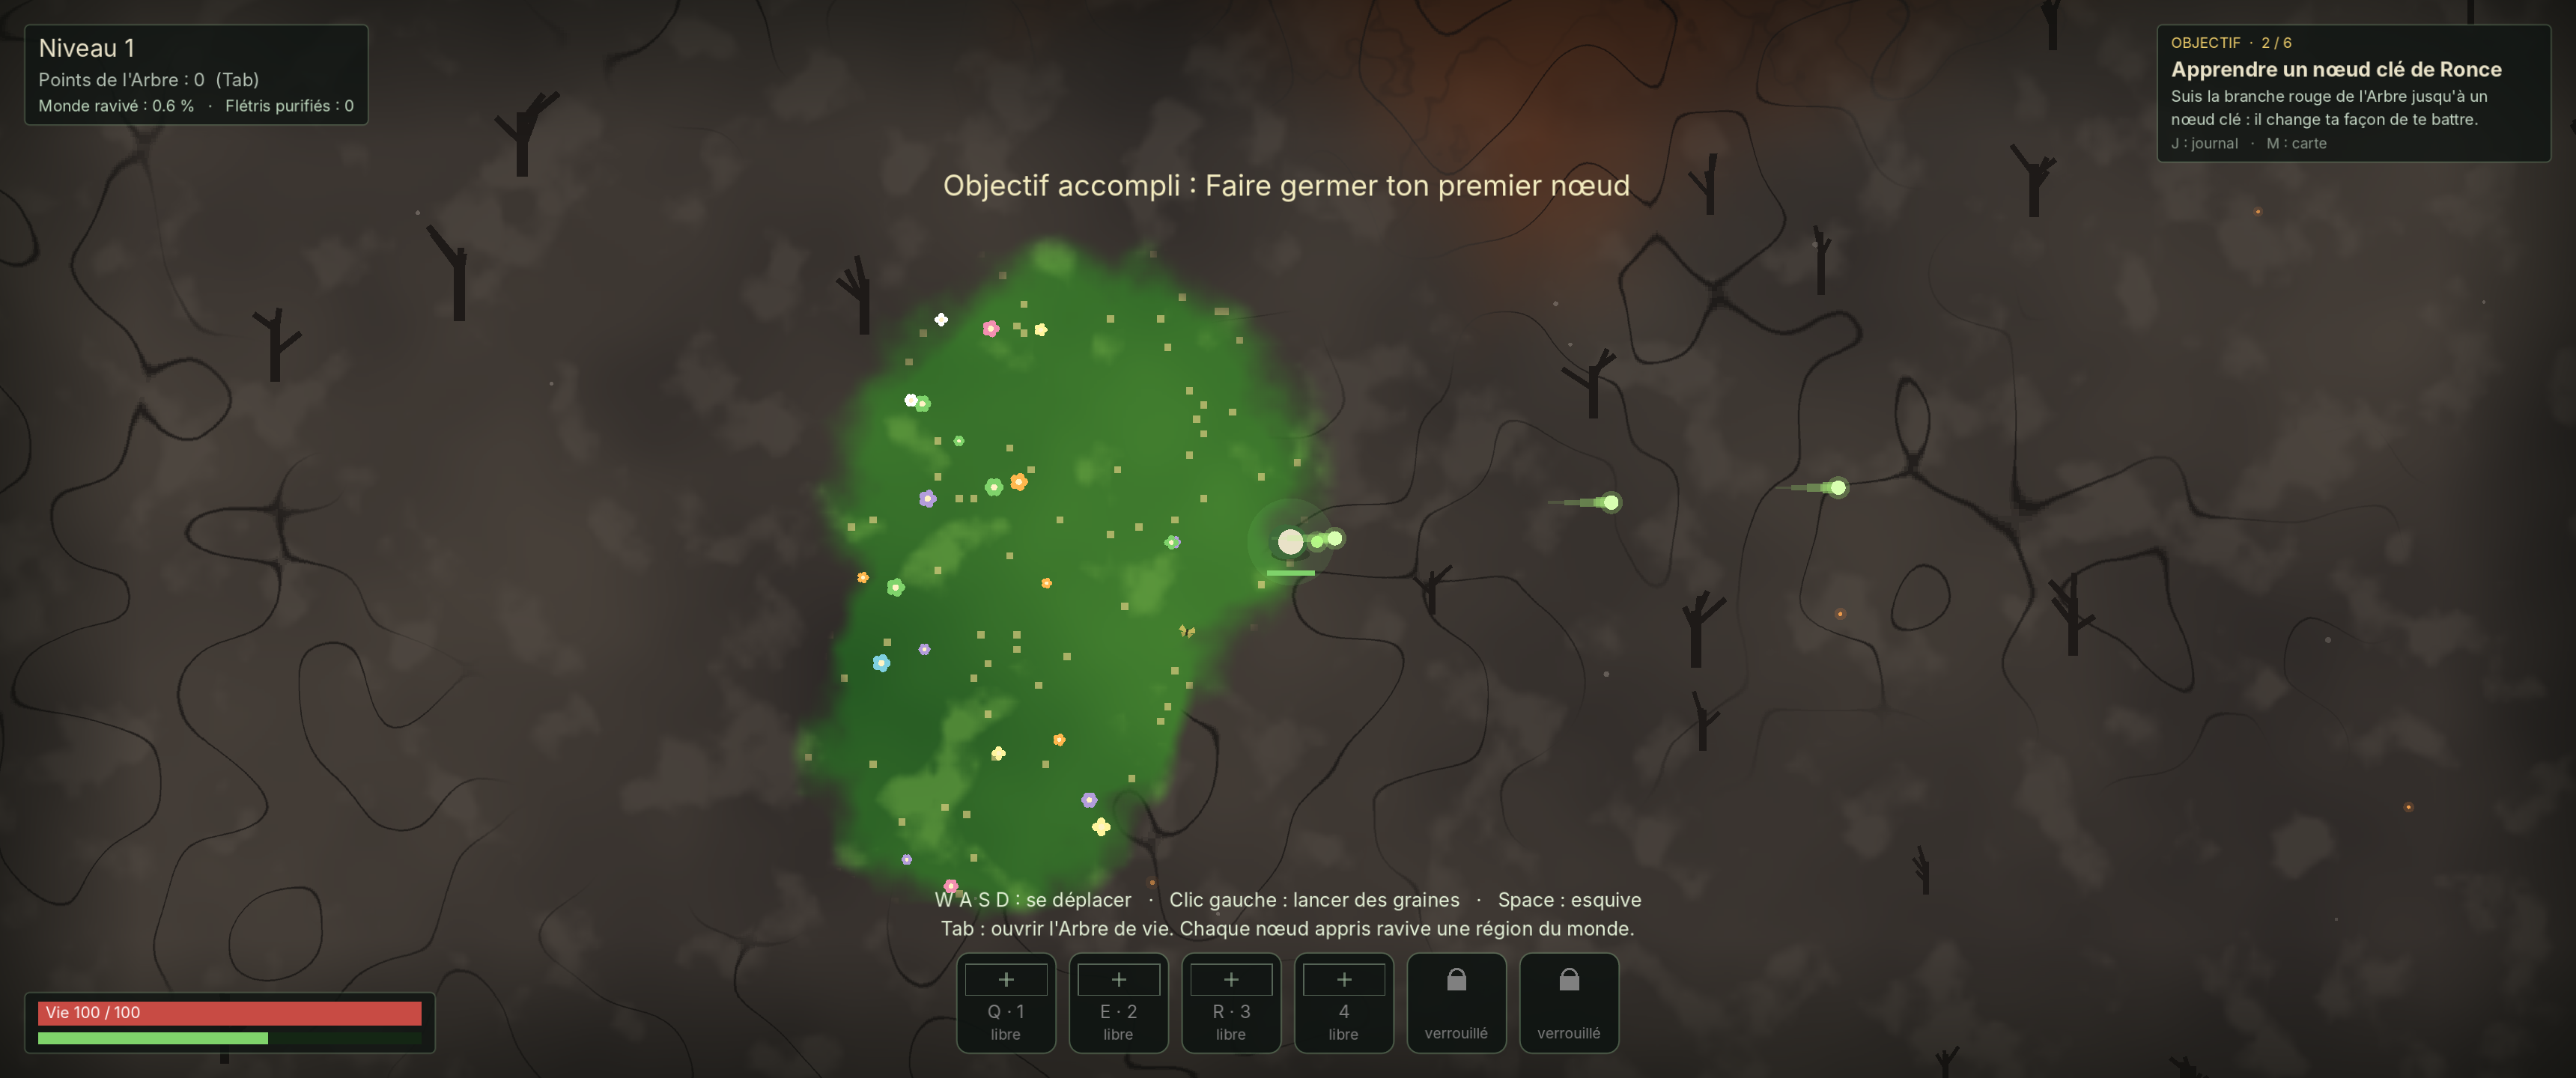 Niveau 1
Points de l'Arbre : 0 (Tab)
Monde ravivé : 0.6 % · Flétris purifiés : 0
OBJECTIF · 2 / 6
Apprendre un nœud clé de Ronce
Suis la branche rouge de l'Arbre jusqu'à un
nœud clé : il change ta façon de te battre.
J : journal · M : carte
Objectif accompli : Faire germer ton premier nœud
W A S D : se déplacer · Clic gauche : lancer des graines · Space : esquive
Tab : ouvrir l'Arbre de vie. Chaque nœud appris ravive une région du monde.
Vie 100 / 100
Q · 1 E · 2 R · 3 4
libre libre libre libre verrouillé verrouillé